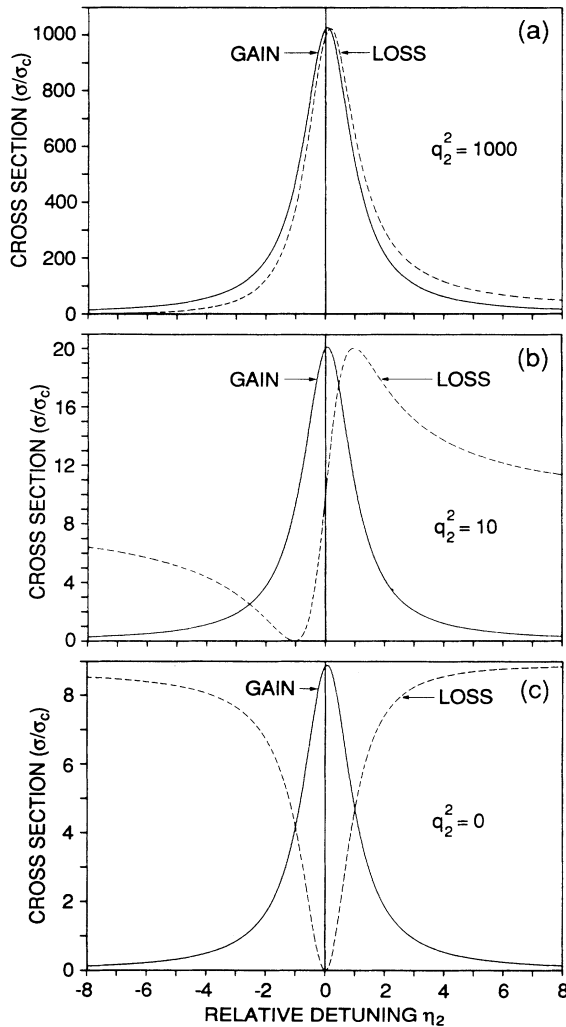 (a)
GAIN LOSS
q₂² = 1000
CROSS SECTION (σ/σc)
1000
800
600
400
200
0
(b)
GAIN LOSS
q₂² = 10
CROSS SECTION (σ/σc)
20
16
12
8
4
0
(c)
GAIN LOSS
q₂² = 0
CROSS SECTION (σ/σc)
8
6
4
2
0
-8 -6 -4 -2 0 2 4 6 8
RELATIVE DETUNING η₂